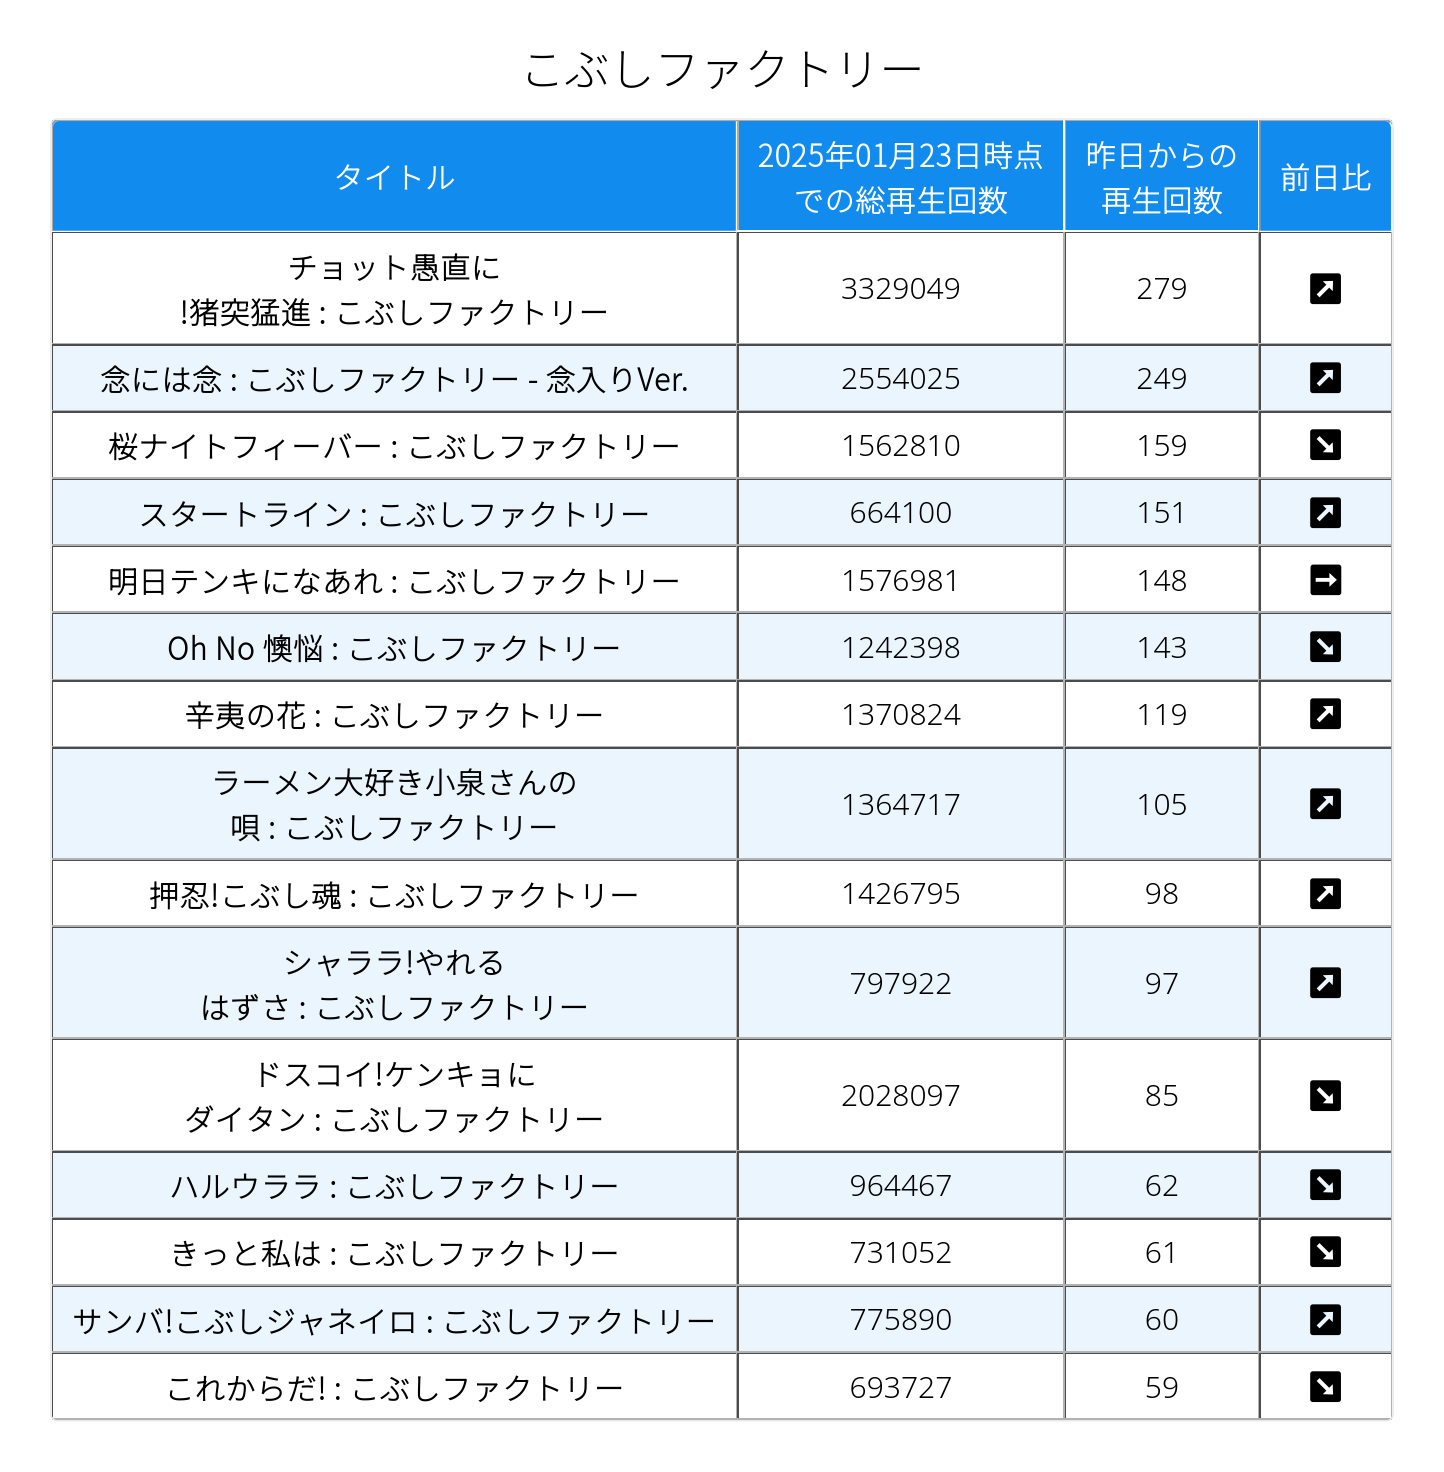 こぶしファクトリー
タイトル
2025年01月23日時点
での総再生回数
昨日からの
再生回数
前日比
チョット愚直に
!猪突猛進 : こぶしファクトリー
3329049
279
念には念 : こぶしファクトリー - 念入りVer.
2554025
249
桜ナイトフィーバー : こぶしファクトリー
1562810
159
スタートライン : こぶしファクトリー
664100
151
明日テンキになあれ : こぶしファクトリー
1576981
148
Oh No 懊悩 : こぶしファクトリー
1242398
143
辛夷の花 : こぶしファクトリー
1370824
119
ラーメン大好き小泉さんの
唄 : こぶしファクトリー
1364717
105
押忍!こぶし魂 : こぶしファクトリー
1426795
98
シャララ!やれる
はずさ : こぶしファクトリー
797922
97
ドスコイ!ケンキョに
ダイタン : こぶしファクトリー
2028097
85
ハルウララ : こぶしファクトリー
964467
62
きっと私は : こぶしファクトリー
731052
61
サンバ!こぶしジャネイロ : こぶしファクトリー
775890
60
これからだ! : こぶしファクトリー
693727
59